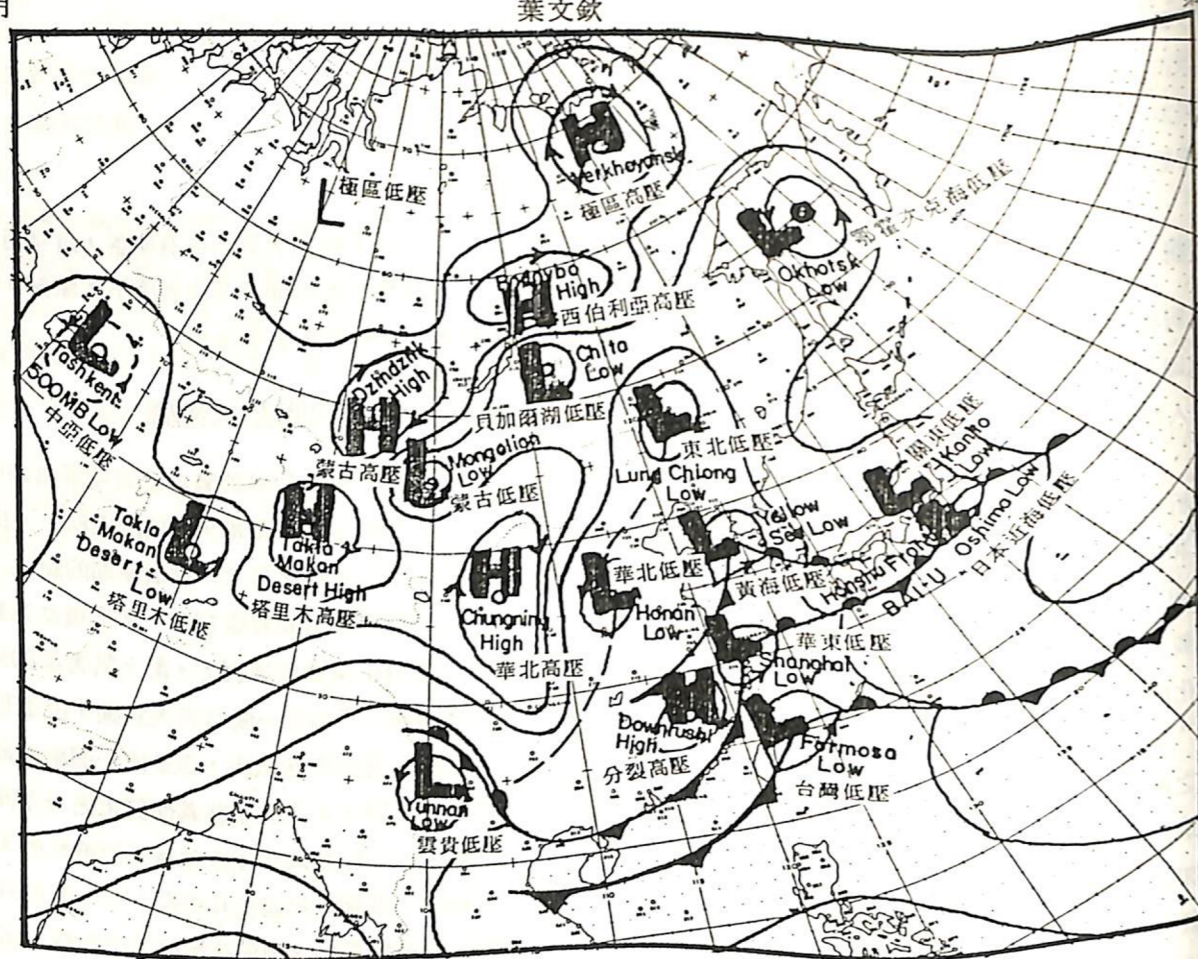 葉文欽
Verkhoyansk
極區高壓
L 極區低壓
鄂霍次克海低壓
Okhotsk
Low
High
西伯利亞高壓
Tashkent
500MB Low
中亞低壓
Dzindzilik
High
蒙古高壓
Chita
Low
貝加爾湖低壓
Mongolian
Low
蒙古低壓
東北低壓
Lung Chiong
Low
關東低壓
Kanto
Low
Takla
Makan
Desert
Low
塔里木低壓
Takla
Makan
Desert High
塔里木高壓
Chungning
High
華北高壓
華北低壓
Honan
Low
Yellow
Sea Low
黃海低壓
Honshu Front
BAI-U
Oshima Low
日本近海低壓
華東低壓
Shanghai
Low
Downrush
High
分裂高壓
Formosa
Low
台灣低壓
Yunnan
Low
雲貴低壓